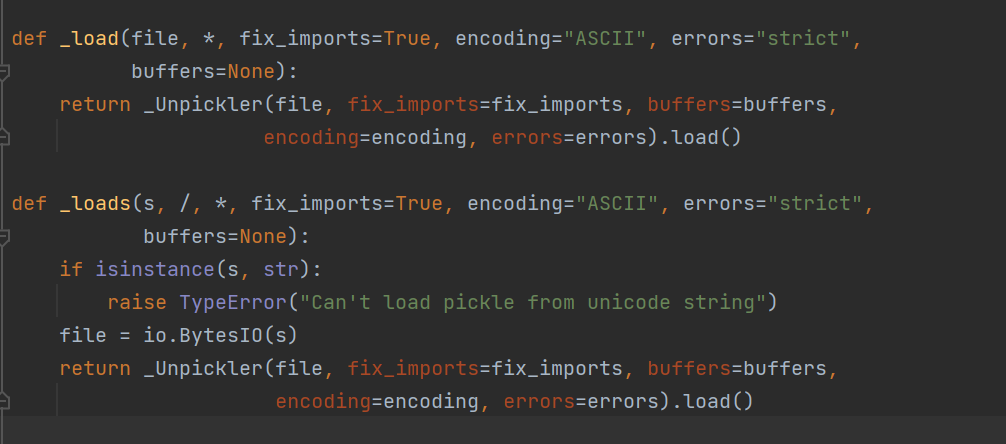 def _load(file, *, fix_imports=True, encoding="ASCII", errors="strict",
          buffers=None):
    return _Unpickler(file, fix_imports=fix_imports, buffers=buffers,
                     encoding=encoding, errors=errors).load()
def _loads(s, /, *, fix_imports=True, encoding="ASCII", errors="strict",
           buffers=None):
    if isinstance(s, str):
        raise TypeError("Can't load pickle from unicode string")
    file = io.BytesIO(s)
    return _Unpickler(file, fix_imports=fix_imports, buffers=buffers,
                      encoding=encoding, errors=errors).load()